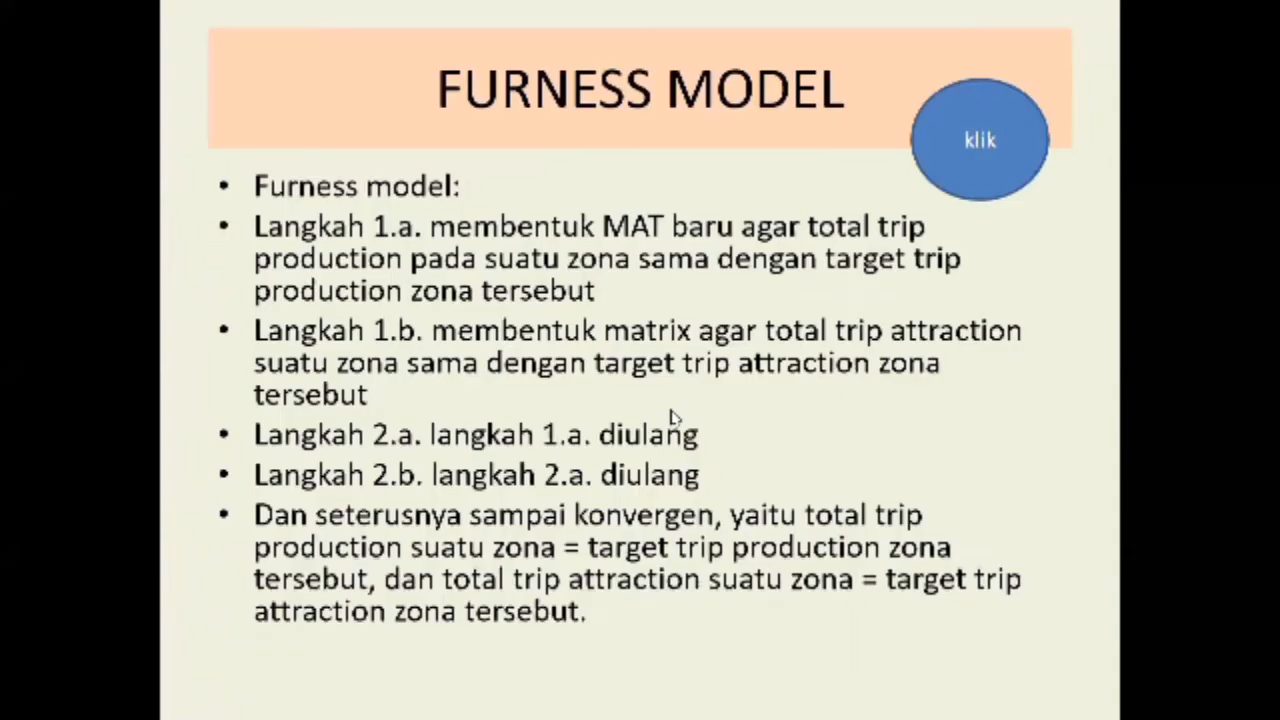 FURNESS MODEL
klik
• Furness model:
• Langkah 1.a. membentuk MAT baru agar total trip
production pada suatu zona sama dengan target trip
production zona tersebut
• Langkah 1.b. membentuk matrix agar total trip attraction
suatu zona sama dengan target trip attraction zona
tersebut
• Langkah 2.a. langkah 1.a. diulang
• Langkah 2.b. langkah 2.a. diulang
• Dan seterusnya sampai konvergen, yaitu total trip
production suatu zona = target trip production zona
tersebut, dan total trip attraction suatu zona = target trip
attraction zona tersebut.